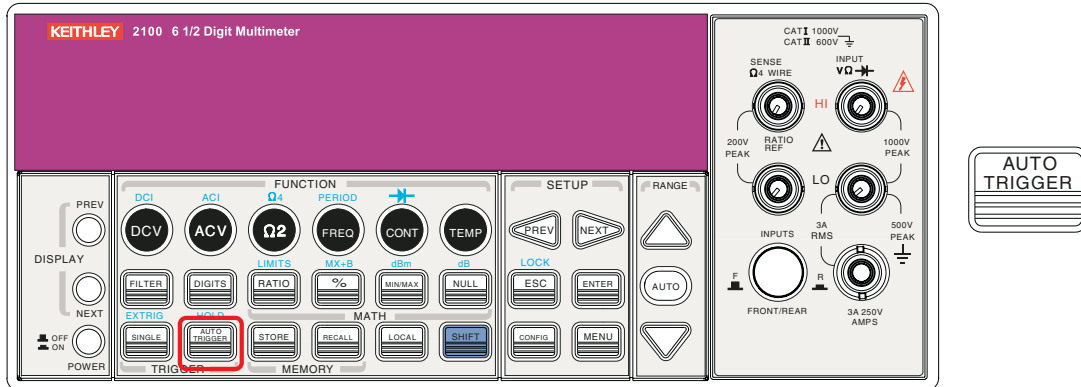 KEITHLEY 2100 6 1/2 Digit Multimeter
CAT I 1000V
CAT II 600V
SENSE
Ω4 WIRE
INPUT
VΩ
HI
200V
PEAK
RATIO
REF
1000V
PEAK
LO
3A
RMS
500V
PEAK
INPUTS
F
R
FRONT/REAR
3A 250V
AMPS
PREV
DISPLAY
NEXT
OFF
ON
POWER
FUNCTION
DCI ACI Ω4 PERIOD
DCV ACV Ω2 FREQ CONT TEMP
LIMITS MX+B dBm dB
FILTER DIGITS RATIO % MIN/MAX NULL
EXTRIG HOLD MATH
SINGLE AUTO TRIGGER STORE RECALL LOCAL SHIFT
TRIGGER MEMORY
SETUP
PREV NEXT
LOCK
ESC ENTER
CONFIG MENU
RANGE
AUTO
AUTO
TRIGGER